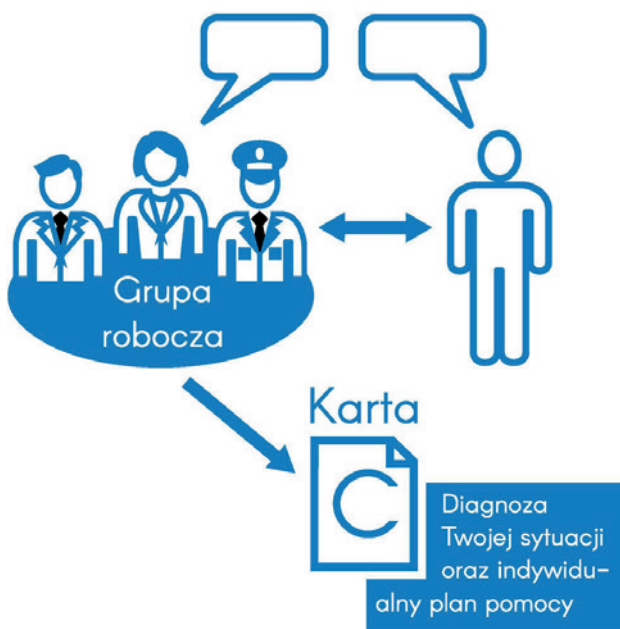 Grupa
robocza
Karta
C
Diagnoza
Twojej sytuacji
oraz indywidu-
alny plan pomocy